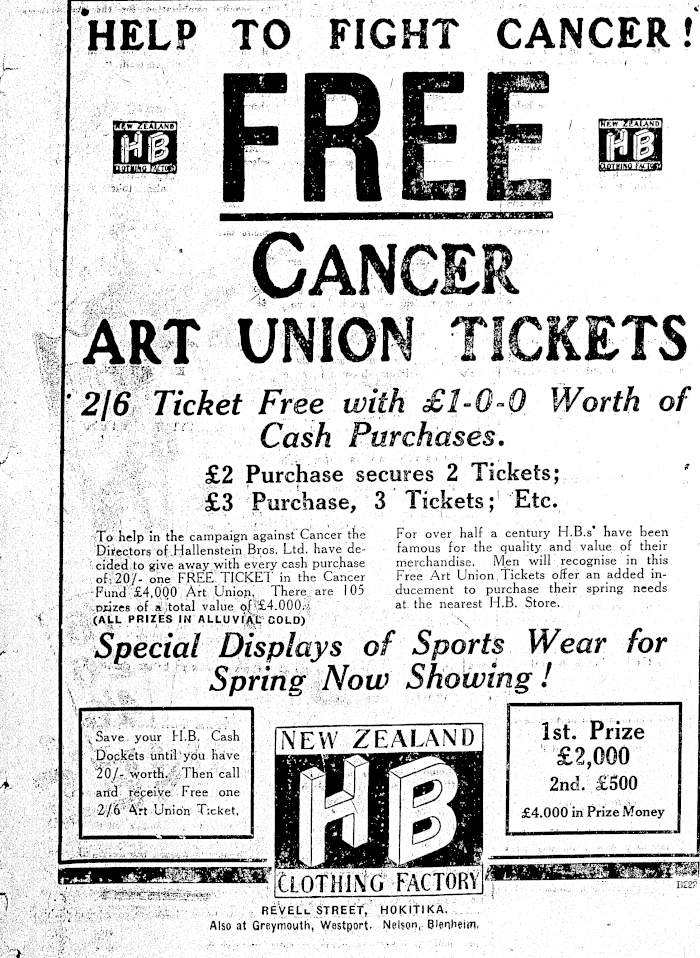 HELP TO FIGHT CANCER!
FREE
NEW ZEALAND
HB
CLOTHING FACTORY
NEW ZEALAND
HB
CLOTHING FACTORY
CANCER
ART UNION TICKETS
2/6 Ticket Free with £1-0-0 Worth of
Cash Purchases.
£2 Purchase secures 2 Tickets;
£3 Purchase, 3 Tickets; Etc.
To help in the campaign against Cancer the
Directors of Hallenstein Bros. Ltd. have de-
cided to give away with every cash purchase
of 20/- one FREE TICKET in the Cancer
Fund £4,000 Art Union. There are 105
prizes of a total value of £4.000.
(ALL PRIZES IN ALLUVIAL GOLD)
For over half a century H.B.s' have been
famous for the quality and value of their
merchandise. Men will recognise in this
Free Art Union Tickets offer an added in-
ducement to purchase their spring needs
at the nearest H.B. Store.
Special Displays of Sports Wear for
Spring Now Showing!
Save your H.B. Cash
Dockets until you have
20/- worth. Then call
and receive Free one
2/6 Art Union Ticket.
NEW ZEALAND
HB
CLOTHING FACTORY
1st. Prize
£2,000
2nd. £500
£4.000 in Prize Money
REVELL STREET, HOKITIKA.
Also at Greymouth, Westport. Nelson, Blenheim.